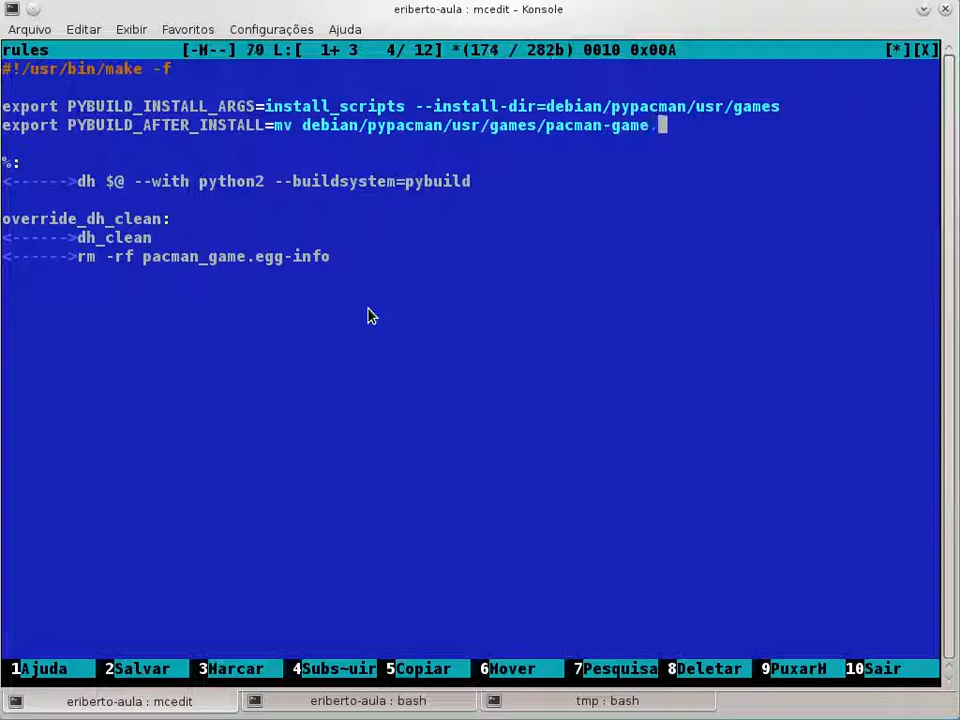 eriberto-aula : mcedit – Konsole
Arquivo Editar Exibir Favoritos Configurações Ajuda
rules [-M--] 70 L:[ 1+ 3 4/ 12] *(174 / 282b) 0010 0x00A [*][X]
#!/usr/bin/make -f
export PYBUILD_INSTALL_ARGS=install_scripts --install-dir=debian/pypacman/usr/games
export PYBUILD_AFTER_INSTALL=mv debian/pypacman/usr/games/pacman-game.
%:
<------>dh $@ --with python2 --buildsystem=pybuild
override_dh_clean:
<------>dh_clean
<------>rm -rf pacman_game.egg-info
1Ajuda 2Salvar 3Marcar 4Subs~uir 5Copiar 6Mover 7Pesquisa 8Deletar 9PuxarM 10Sair
eriberto-aula : mcedit eriberto-aula : bash tmp : bash